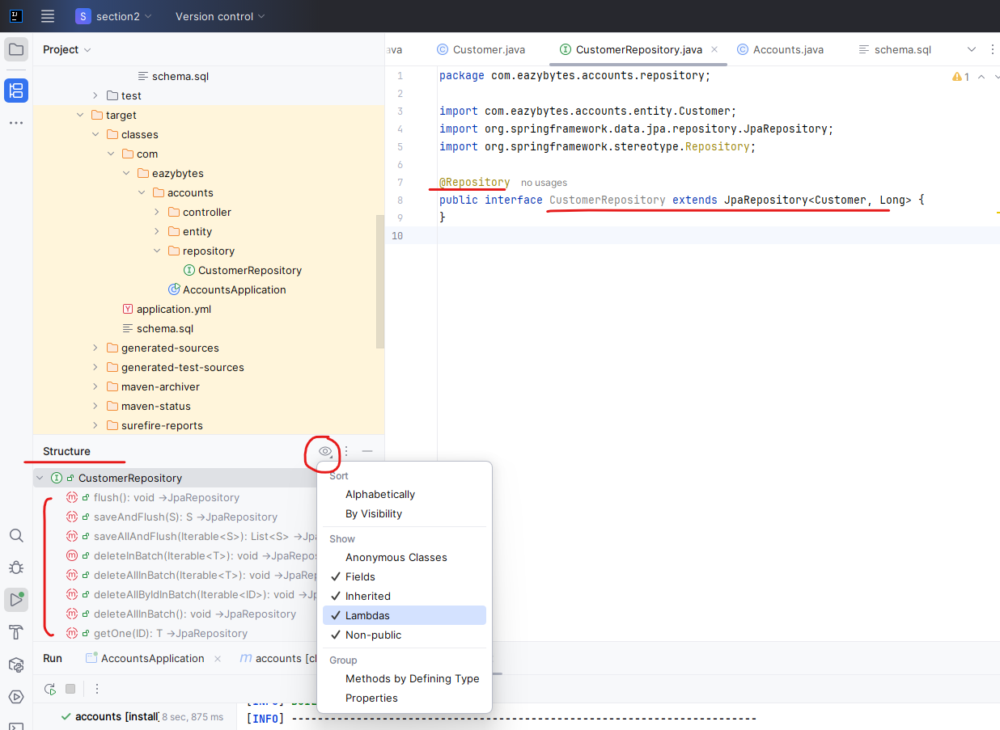 S section2 Version control
Project
schema.sql
test
target
classes
com
eazybytes
accounts
controller
entity
repository
CustomerRepository
AccountsApplication
application.yml
schema.sql
generated-sources
generated-test-sources
maven-archiver
maven-status
surefire-reports
ava Customer.java CustomerRepository.java Accounts.java schema.sql
1 package com.eazybytes.accounts.repository; 1
2
3 import com.eazybytes.accounts.entity.Customer;
4 import org.springframework.data.jpa.repository.JpaRepository;
5 import org.springframework.stereotype.Repository;
6
7 @Repository no usages
8 public interface CustomerRepository extends JpaRepository<Customer, Long> {
9 }
10
Structure
CustomerRepository
flush(): void →JpaRepository
saveAndFlush(S): S →JpaRepository
saveAllAndFlush(Iterable<S>): List<S> →Jpa
deleteInBatch(Iterable<T>): void →JpaRepos
deleteAllInBatch(Iterable<T>): void →JpaRep
deleteAllByIdInBatch(Iterable<ID>): void →Jp
deleteAllInBatch(): void →JpaRepository
getOne(ID): T →JpaRepository
Sort
Alphabetically
By Visibility
Show
Anonymous Classes
Fields
Inherited
Lambdas
Non-public
Group
Methods by Defining Type
Properties
Run AccountsApplication accounts [cl
accounts [install] 8 sec, 875 ms
[INFO] BUI
[INFO] ------------------------------------------------------------------------